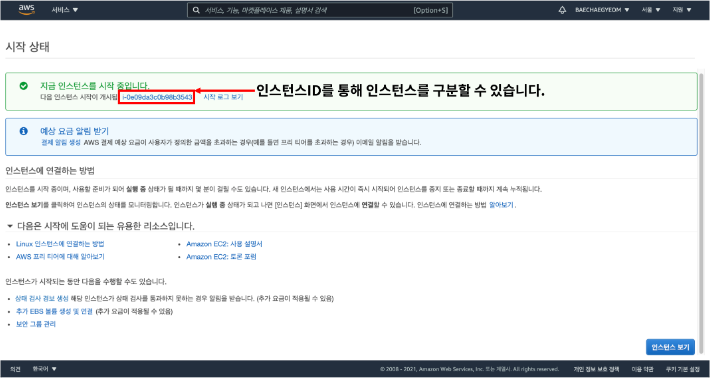 aws 서비스 ▼ 서비스, 기능, 마켓플레이스 제품, 설명서 검색 [Option+S] BAECHAEGYEOM ▼ 서울 ▼ 지원 ▼
시작 상태
지금 인스턴스를 시작 중입니다.
다음 인스턴스 시작이 개시됨: i-0e09da3c0b98b3543 시작 로그 보기
인스턴스ID를 통해 인스턴스를 구분할 수 있습니다.
예상 요금 알림 받기
결제 알림 생성 AWS 결제 예상 요금이 사용자가 정의한 금액을 초과하는 경우(예를 들면 프리 티어를 초과하는 경우) 이메일 알림을 받습니다.
인스턴스에 연결하는 방법
인스턴스를 시작 중이며, 사용할 준비가 되어 실행 중 상태가 될 때까지 몇 분이 걸릴 수도 있습니다. 새 인스턴스에서는 사용 시간이 즉시 시작되어 인스턴스를 중지 또는 종료할 때까지 계속 누적됩니다.
인스턴스 보기를 클릭하여 인스턴스의 상태를 모니터링합니다. 인스턴스가 실행 중 상태가 되고 나면 [인스턴스] 화면에서 인스턴스에 연결할 수 있습니다. 인스턴스에 연결하는 방법 알아보기.
▼ 다음은 시작에 도움이 되는 유용한 리소스입니다.
• Linux 인스턴스에 연결하는 방법 • Amazon EC2: 사용 설명서
• AWS 프리 티어에 대해 알아보기 • Amazon EC2: 토론 포럼
인스턴스가 시작되는 동안 다음을 수행할 수도 있습니다.
• 상태 검사 경보 생성 해당 인스턴스가 상태 검사를 통과하지 못하는 경우 알림을 받습니다. (추가 요금이 적용될 수 있음)
• 추가 EBS 볼륨 생성 및 연결 (추가 요금이 적용될 수 있음)
• 보안 그룹 관리
인스턴스 보기
의견 한국어 ▼ © 2008 - 2021, Amazon Web Services, Inc. 또는 계열사. All rights reserved. 개인 정보 보호 정책 이용 약관 쿠키 기본 설정